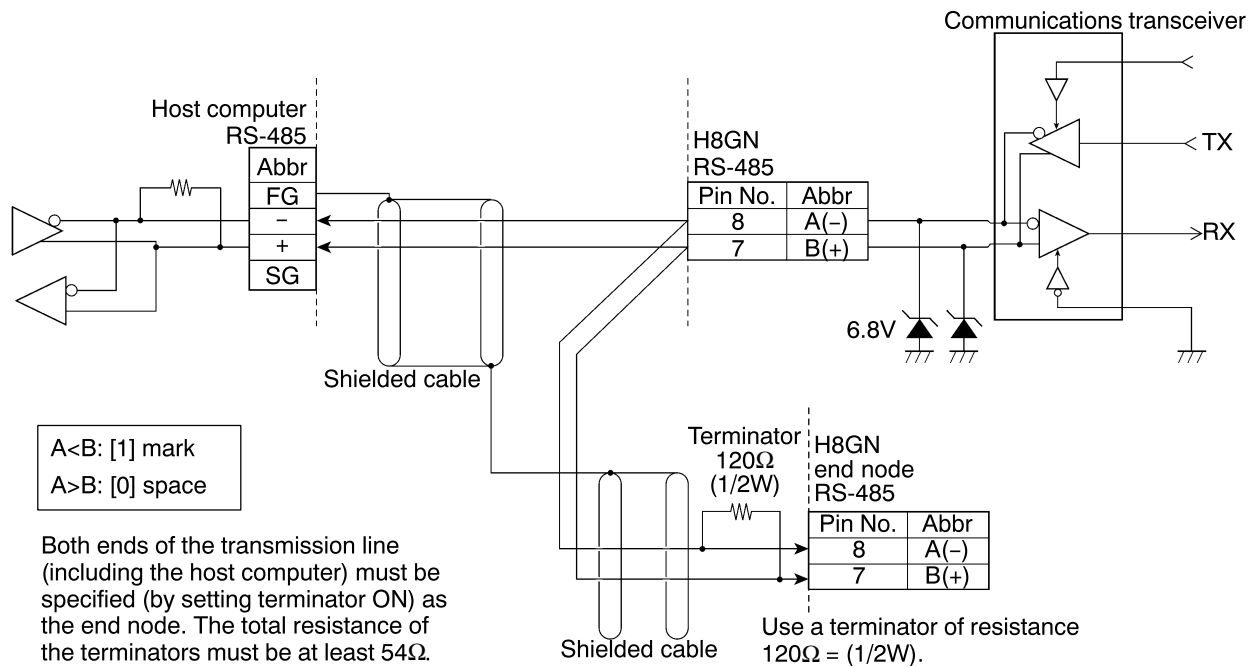 Communications transceiver
Host computer
RS-485
Abbr
FG
−
+
SG
H8GN
RS-485
Pin No. Abbr
8 A(−)
7 B(+)
TX
RX
6.8V
Shielded cable
A<B: [1] mark
A>B: [0] space
Terminator
120Ω
(1/2W)
H8GN
end node
RS-485
Pin No. Abbr
8 A(−)
7 B(+)
Both ends of the transmission line
(including the host computer) must be
specified (by setting terminator ON) as
the end node. The total resistance of
the terminators must be at least 54Ω.
Shielded cable
Use a terminator of resistance
120Ω = (1/2W).